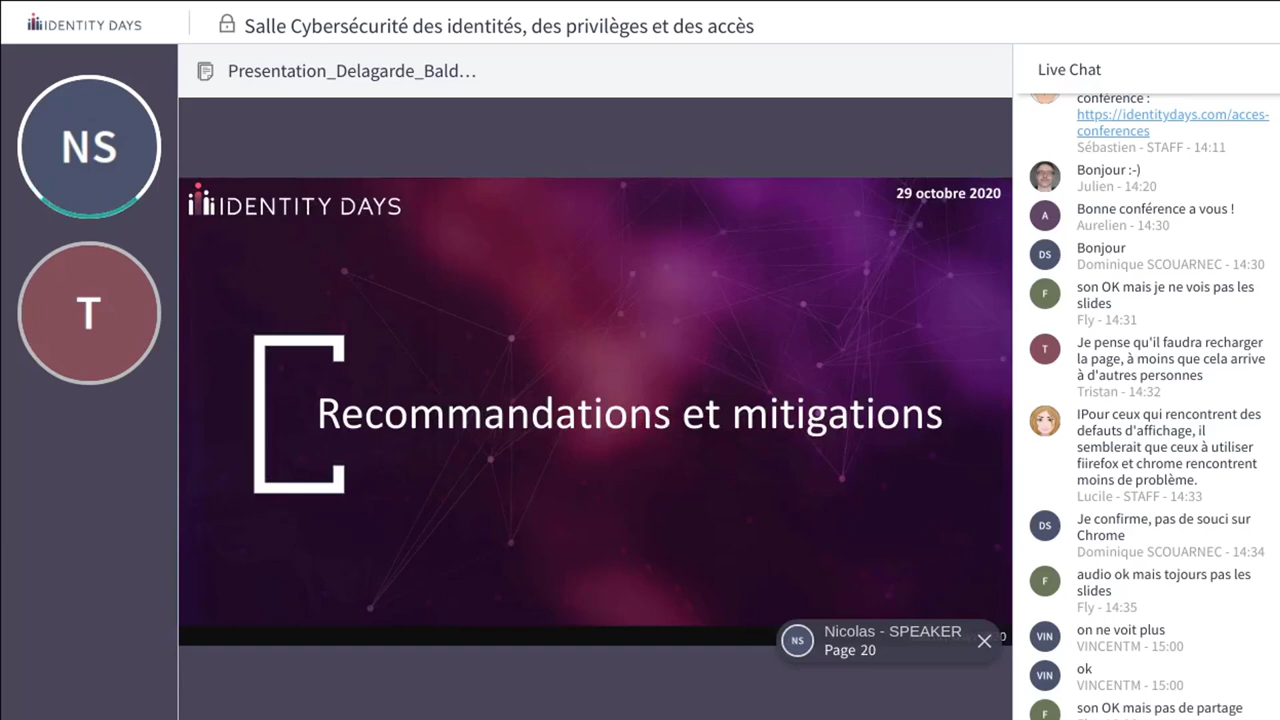 IDENTITY DAYS
Salle Cybersécurité des identités, des privilèges et des accès
NS
T
Presentation_Delagarde_Bald…
IDENTITY DAYS
29 octobre 2020
Recommandations et mitigations
NS
Nicolas - SPEAKER
Page 20
Live Chat
conférence :
https://identitydays.com/acces-
conferences
Sébastien - STAFF - 14:11
Bonjour :-)
Julien - 14:20
A
Bonne conférence a vous !
Aurelien - 14:30
DS
Bonjour
Dominique SCOUARNEC - 14:30
F
son OK mais je ne vois pas les
slides
Fly - 14:31
T
Je pense qu'il faudra recharger
la page, à moins que cela arrive
à d'autres personnes
Tristan - 14:32
IPour ceux qui rencontrent des
defauts d'affichage, il
semblerait que ceux à utiliser
fiirefox et chrome rencontrent
moins de problème.
Lucile - STAFF - 14:33
DS
Je confirme, pas de souci sur
Chrome
Dominique SCOUARNEC - 14:34
F
audio ok mais tojours pas les
slides
Fly - 14:35
VIN
on ne voit plus
VINCENTM - 15:00
VIN
ok
VINCENTM - 15:00
F
son OK mais pas de partage